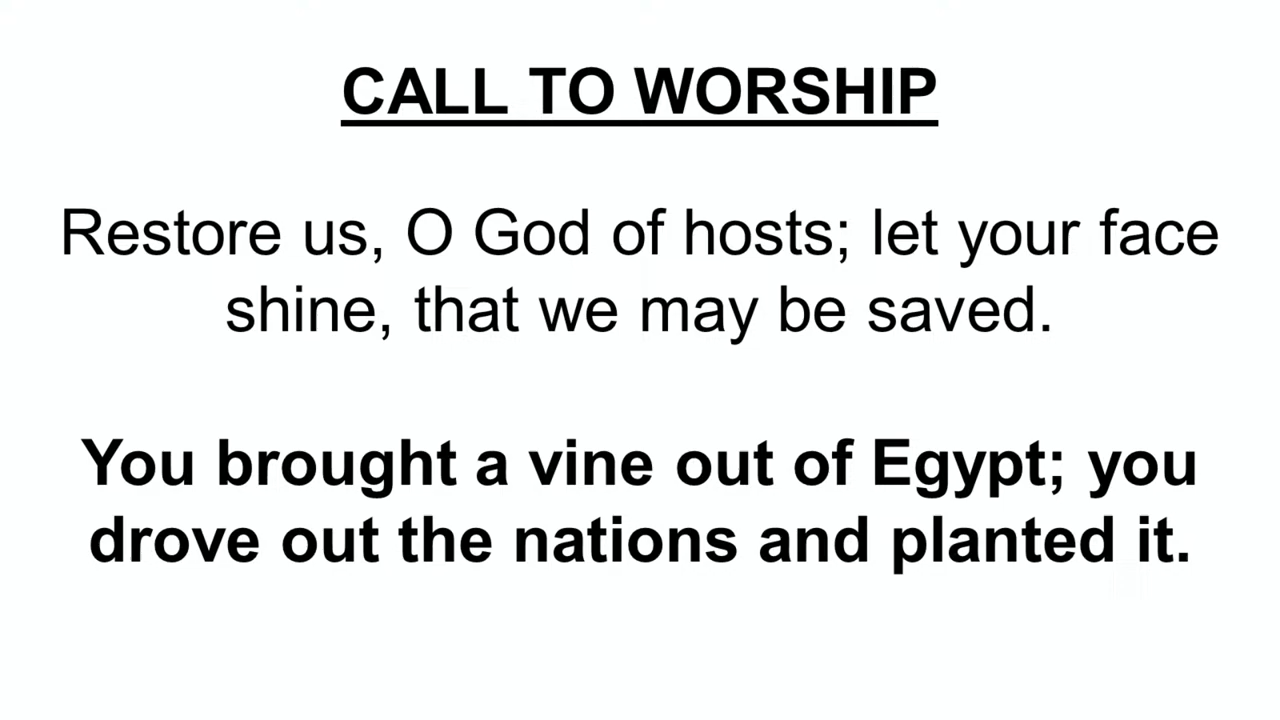 CALL TO WORSHIP
Restore us, O God of hosts; let your face
shine, that we may be saved.
You brought a vine out of Egypt; you
drove out the nations and planted it.